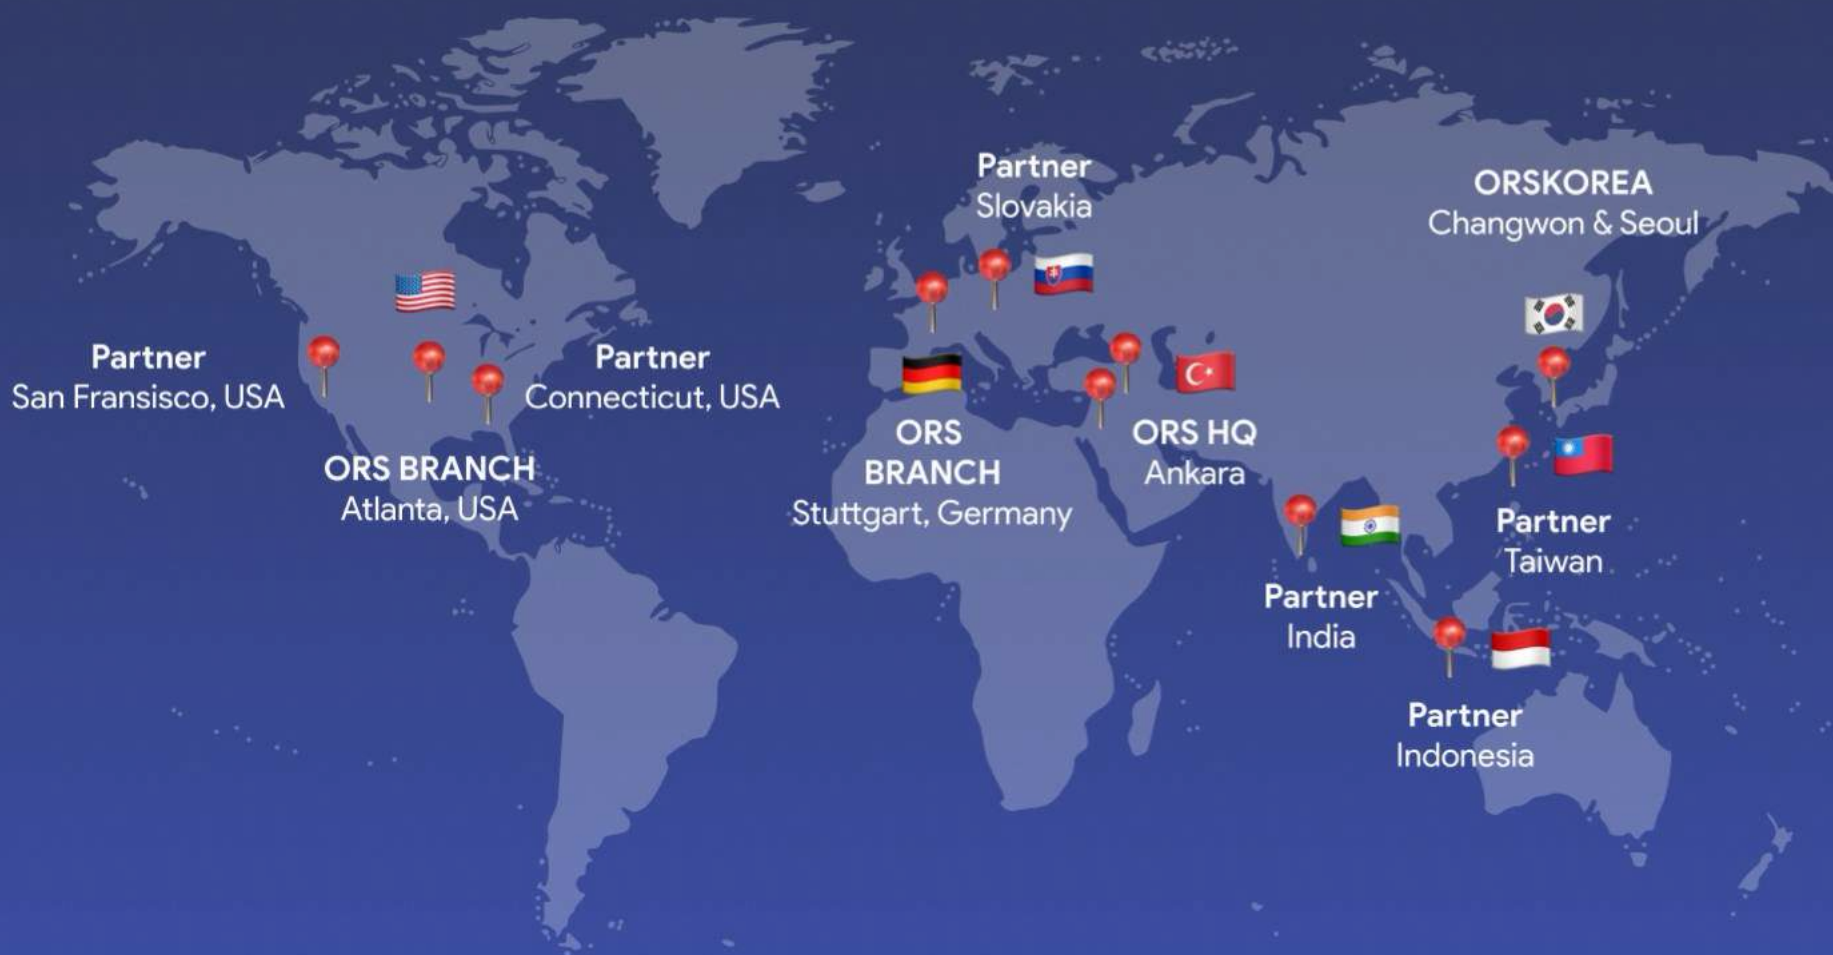 Partner
Slovakia
ORSKOREA
Changwon & Seoul
Partner
San Fransisco, USA
Partner
Connecticut, USA
ORS BRANCH
Atlanta, USA
ORS
BRANCH
Stuttgart, Germany
ORS HQ
Ankara
Partner
Taiwan
Partner
India
Partner
Indonesia